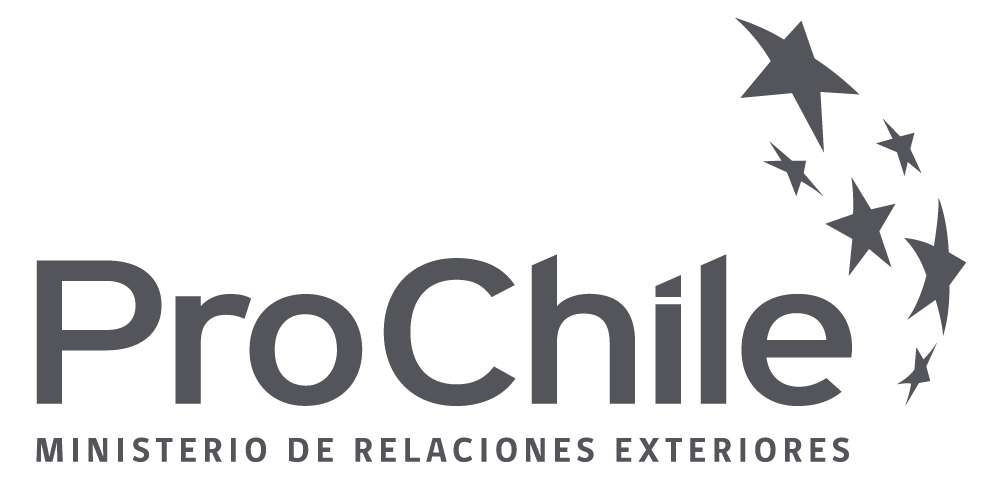 ProChile
MINISTERIO DE RELACIONES EXTERIORES